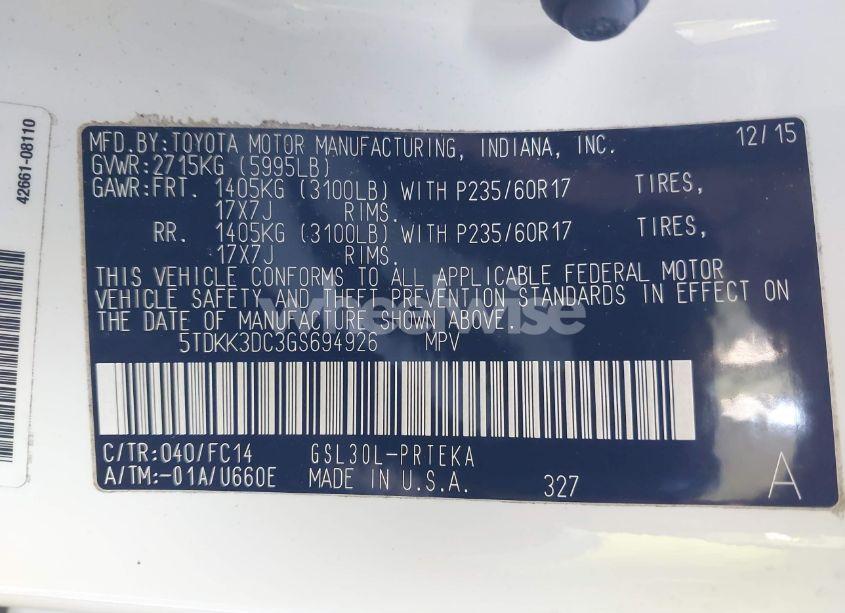 42661-08110
MFD.BY:TOYOTA MOTOR MANUFACTURING, INDIANA, INC. 12/15
GVWR:2715KG (5995LB)
GAWR:FRT. 1405KG (3100LB) WITH P235/60R17 TIRES,
17X7J RIMS.
RR. 1405KG (3100LB) WITH P235/60R17 TIRES,
17X7J RIMS.
THIS VEHICLE CONFORMS TO ALL APPLICABLE FEDERAL MOTOR
VEHICLE SAFETY AND THEFT PREVENTION STANDARDS IN EFFECT ON
THE DATE OF MANUFACTURE SHOWN ABOVE.
wheelwise
5TDKK3DC3GS694926 MPV
C/TR:040/FC14 GSL30L-PRTEKA
A/TM:-01A/U660E MADE IN U.S.A. 327 A